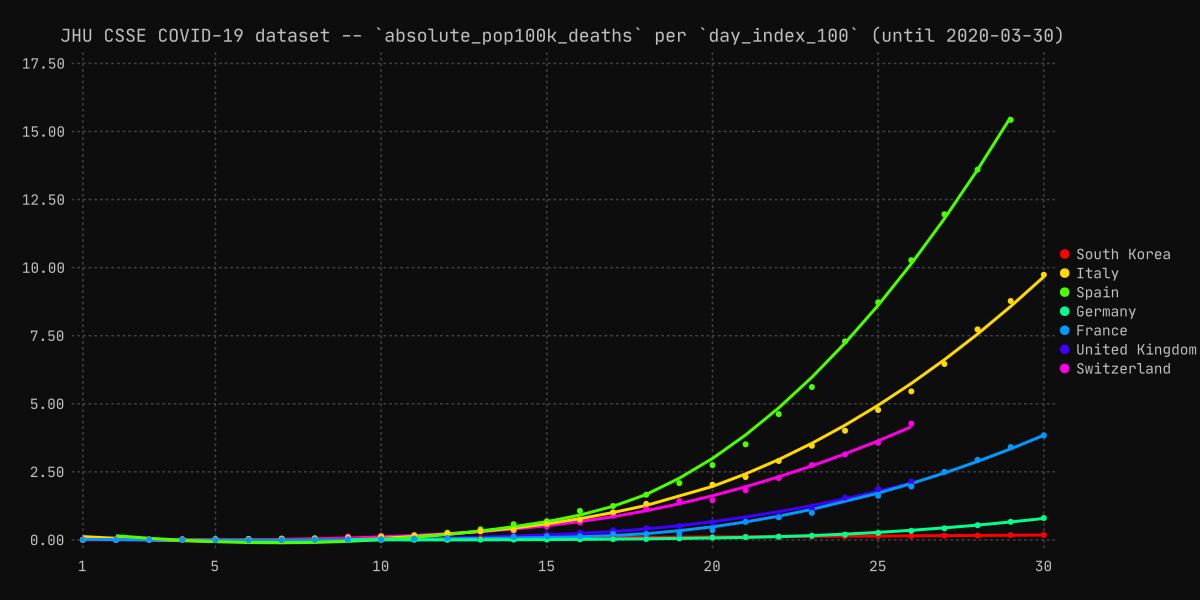 JHU CSSE COVID-19 dataset -- `absolute_pop100k_deaths` per `day_index_100` (until 2020-03-30)
17.50
15.00
12.50
10.00
7.50
5.00
2.50
0.00
1 5 10 15 20 25 30
South Korea
Italy
Spain
Germany
France
United Kingdom
Switzerland